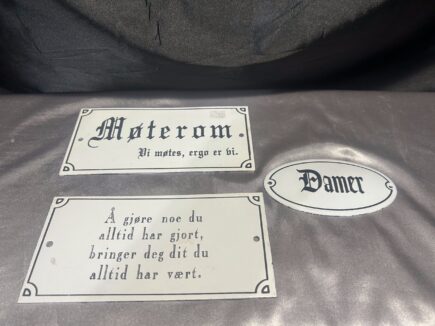 Møterom
Vi møtes, ergo er vi.
Damer
Å gjøre noe du
alltid har gjort,
bringer deg dit du
alltid har vært.